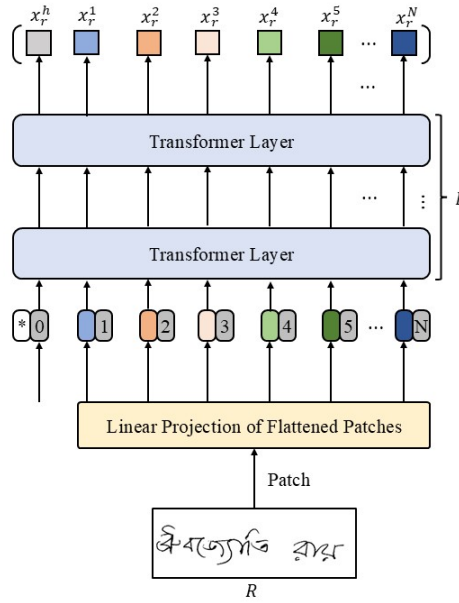 x_r^h x_r^1 x_r^2 x_r^3 x_r^4 x_r^5 ... x_r^N
...
Transformer Layer
... ⋮
Transformer Layer
* 0 1 2 3 4 5 ... N
Linear Projection of Flattened Patches
Patch
ধ্রুবজ্যোতি রায়
R